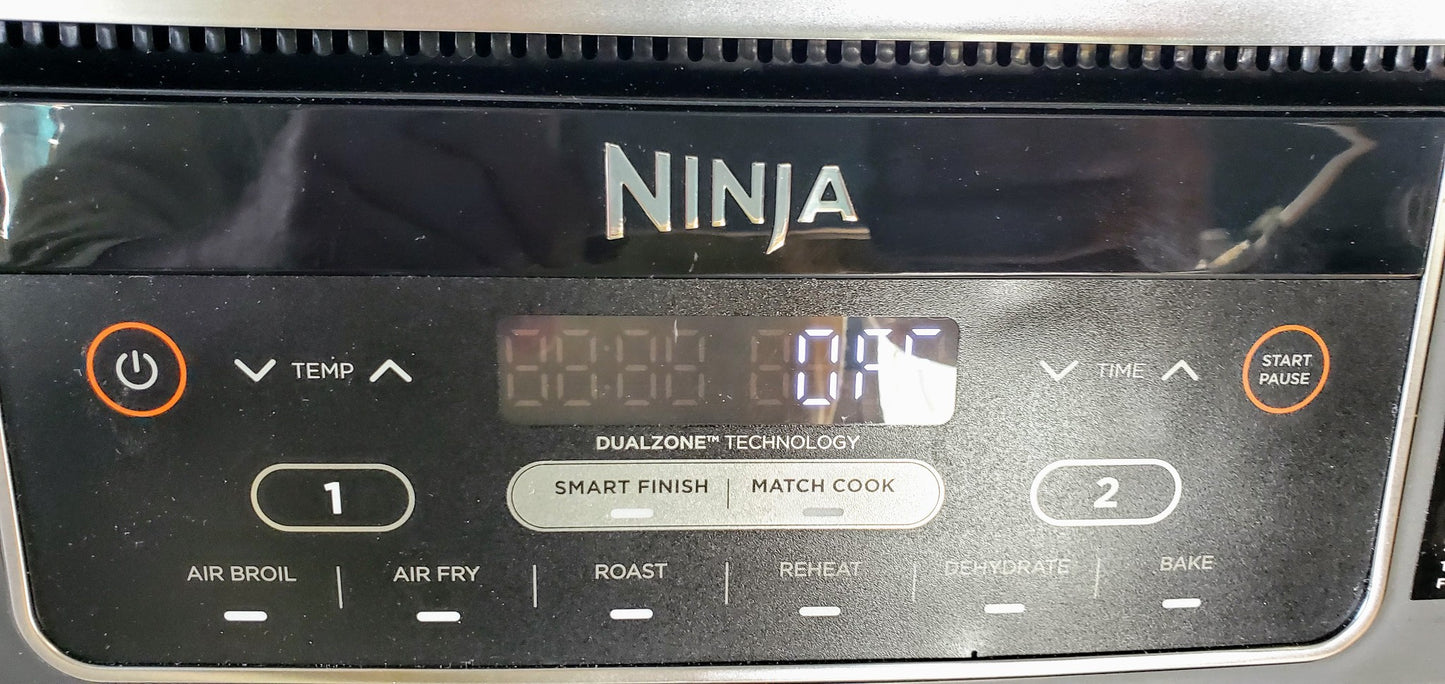 NINJA
TEMP
OFF
TIME
START
PAUSE
DUALZONE™ TECHNOLOGY
1
SMART FINISH | MATCH COOK
2
AIR BROIL | AIR FRY | ROAST | REHEAT | DEHYDRATE | BAKE